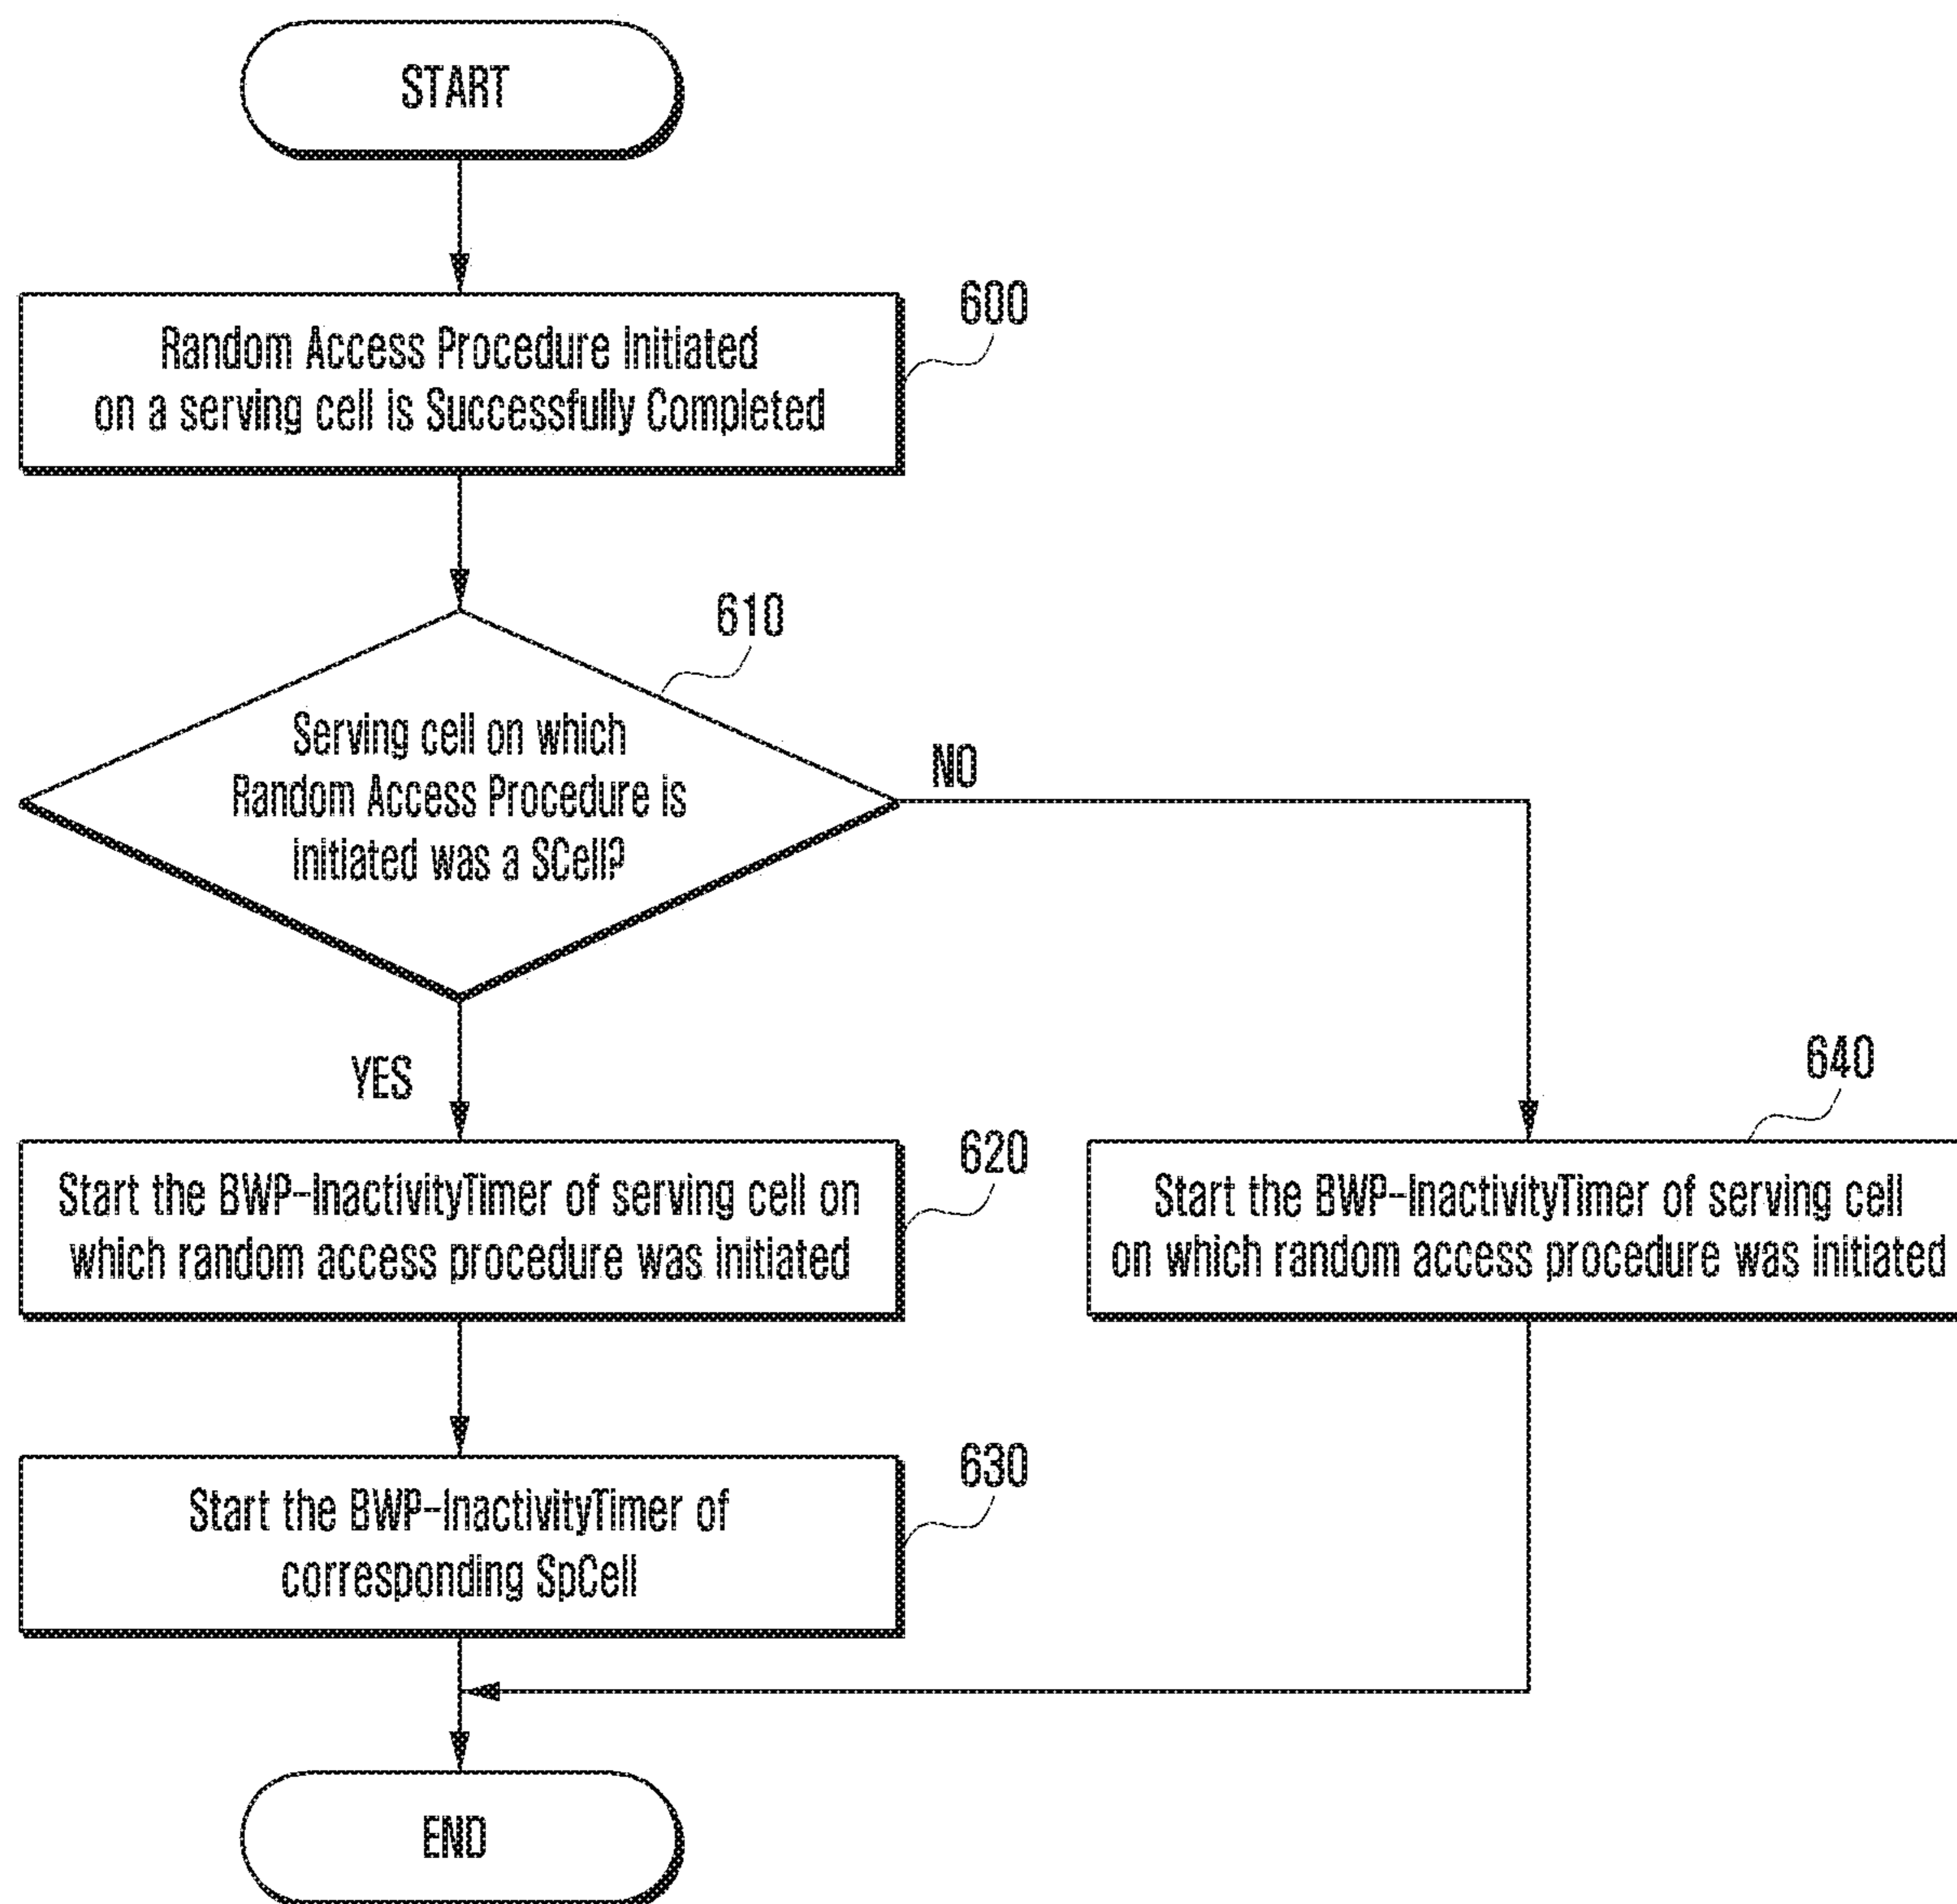 START
Random Access Procedure Initiated
on a serving cell is Successfully Completed
600
610
Serving cell on which
Random Access Procedure is
initiated was a SCell?
NO
YES
620
Start the BWP-InactivityTimer of serving cell on
which random access procedure was initiated
640
Start the BWP-InactivityTimer of serving cell
on which random access procedure was initiated
630
Start the BWP-InactivityTimer of
corresponding SpCell
END